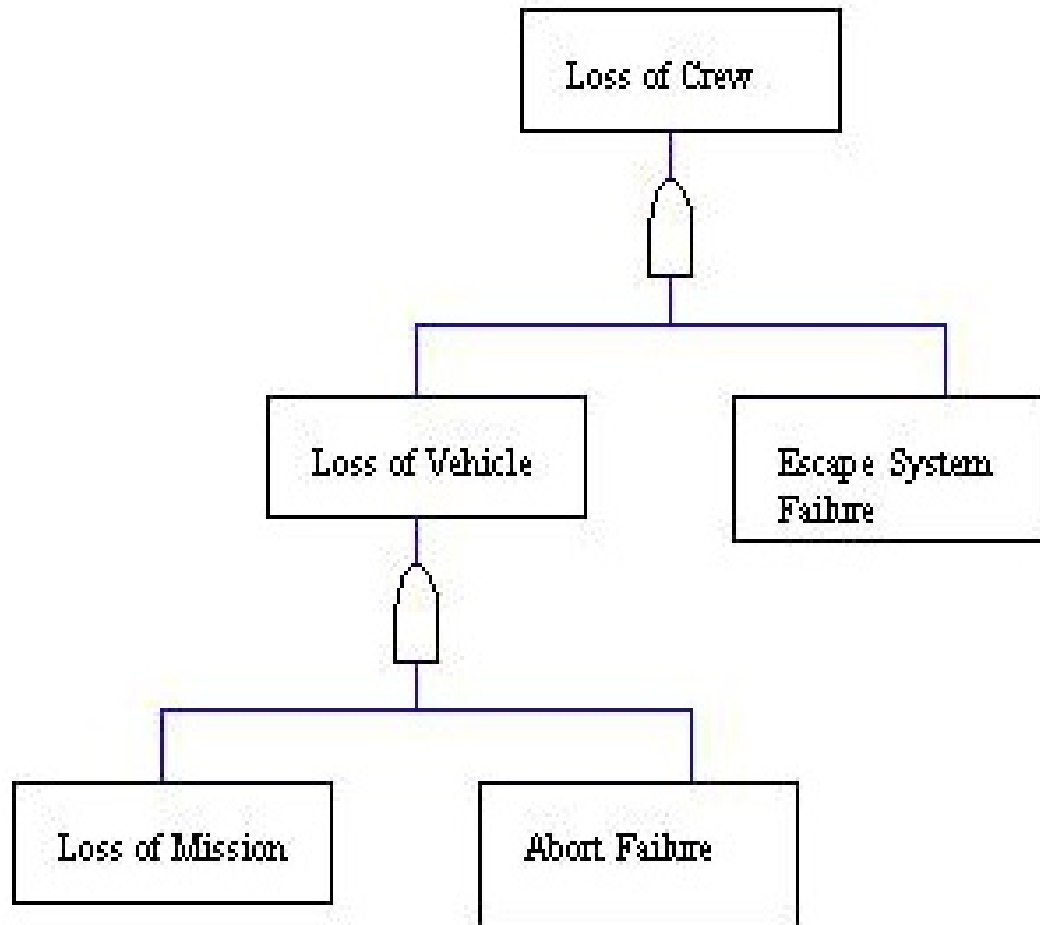 Loss of Crew
Loss of Vehicle
Escape System
Failure
Loss of Mission
Abort Failure